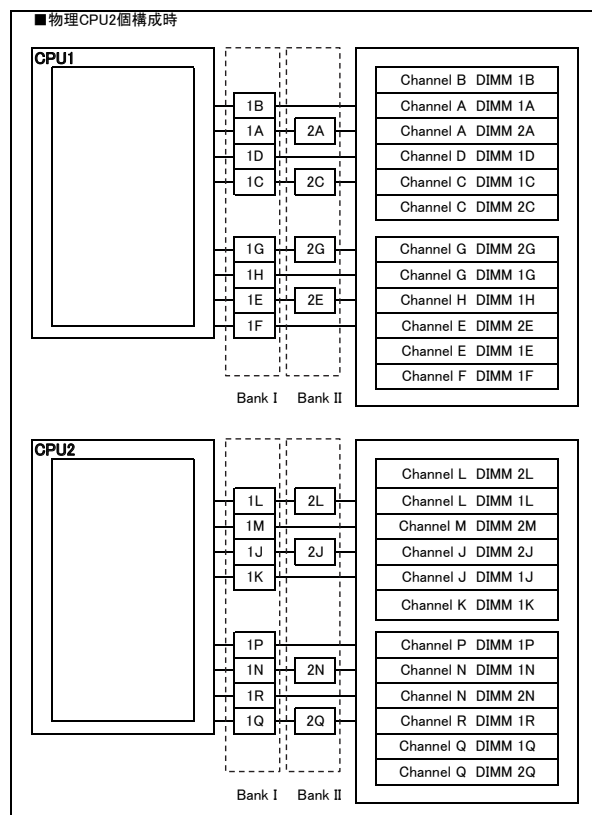 ■物理CPU2個構成時
CPU1
1B
1A 2A
1D
1C 2C
1G 2G
1H
1E 2E
1F
Bank I Bank II
Channel B DIMM 1B
Channel A DIMM 1A
Channel A DIMM 2A
Channel D DIMM 1D
Channel C DIMM 1C
Channel C DIMM 2C
Channel G DIMM 2G
Channel G DIMM 1G
Channel H DIMM 1H
Channel E DIMM 2E
Channel E DIMM 1E
Channel F DIMM 1F
CPU2
1L 2L
1M
1J 2J
1K
1P
1N 2N
1R
1Q 2Q
Bank I Bank II
Channel L DIMM 2L
Channel L DIMM 1L
Channel M DIMM 2M
Channel J DIMM 2J
Channel J DIMM 1J
Channel K DIMM 1K
Channel P DIMM 1P
Channel N DIMM 1N
Channel N DIMM 2N
Channel R DIMM 1R
Channel Q DIMM 1Q
Channel Q DIMM 2Q